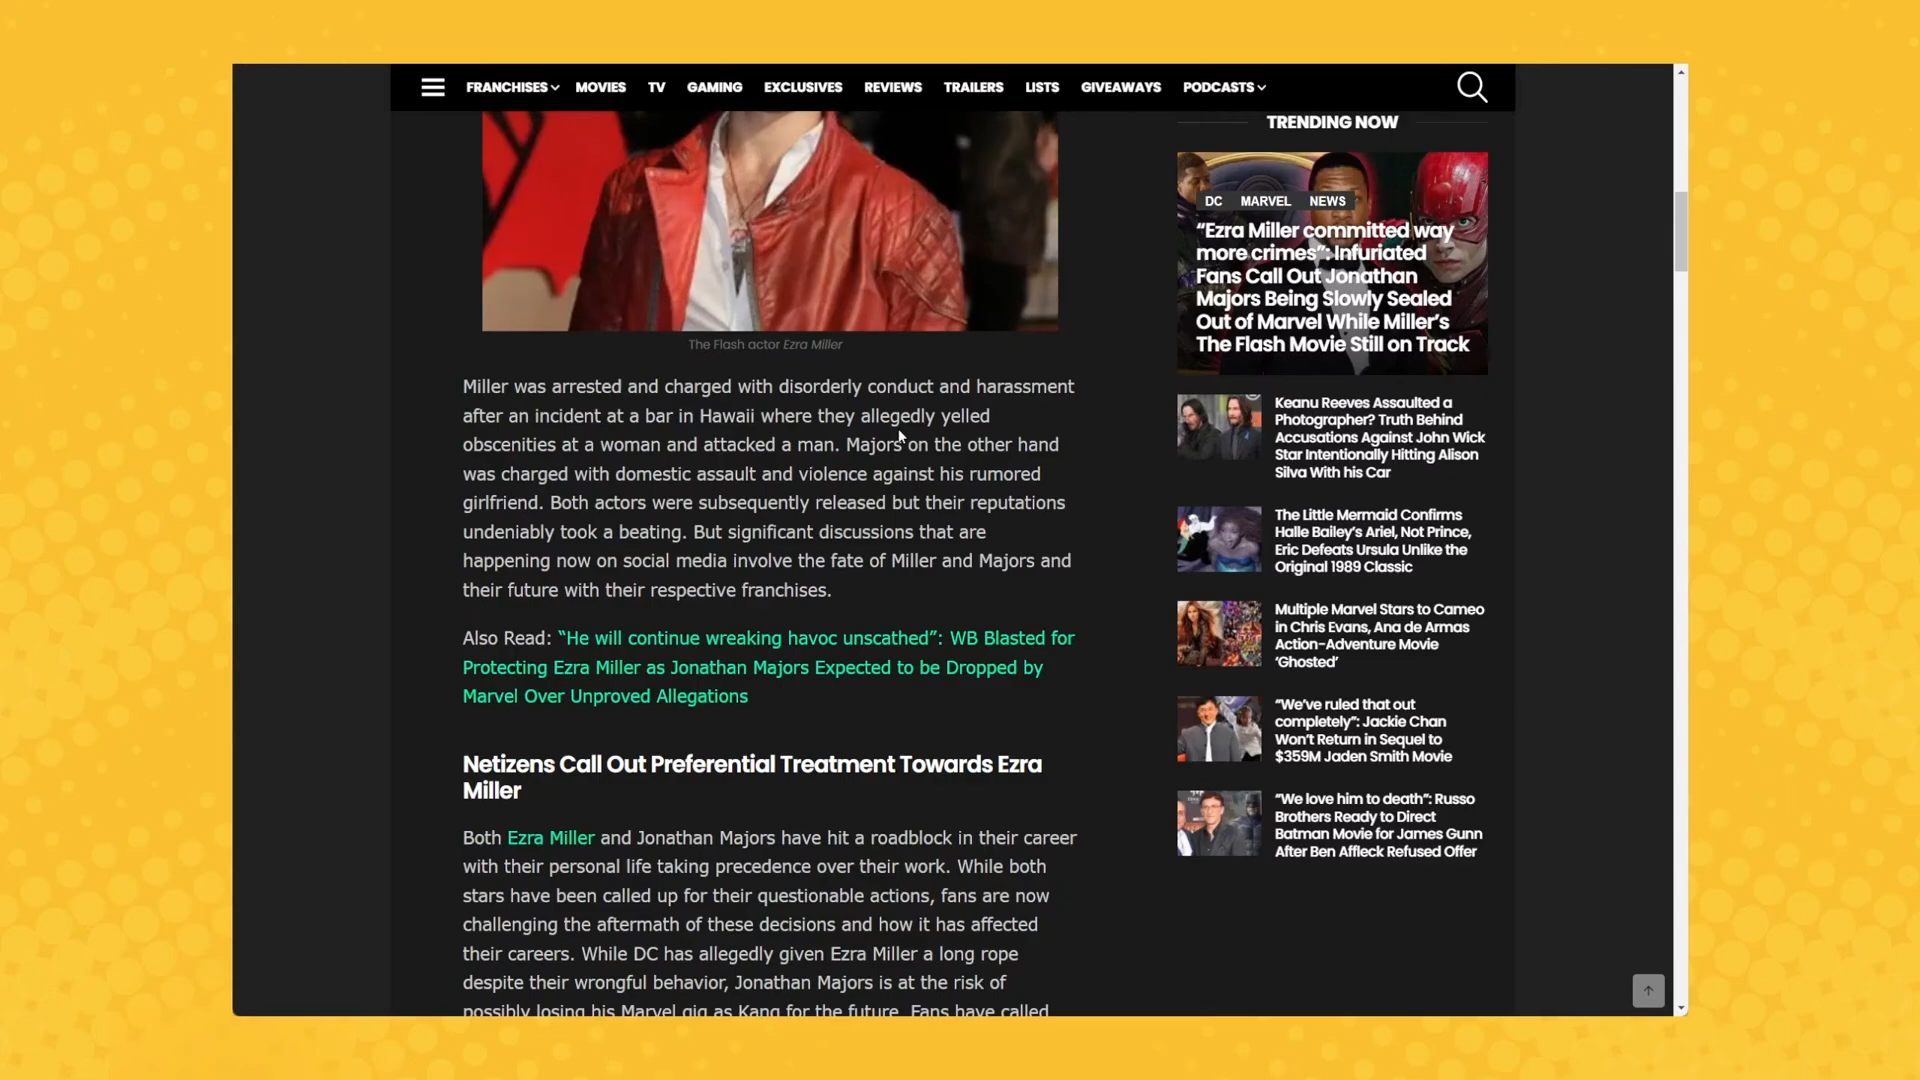 FRANCHISES MOVIES TV GAMING EXCLUSIVES REVIEWS TRAILERS LISTS GIVEAWAYS PODCASTS
The Flash actor Ezra Miller
Miller was arrested and charged with disorderly conduct and harassment
after an incident at a bar in Hawaii where they allegedly yelled
obscenities at a woman and attacked a man. Majors on the other hand
was charged with domestic assault and violence against his rumored
girlfriend. Both actors were subsequently released but their reputations
undeniably took a beating. But significant discussions that are
happening now on social media involve the fate of Miller and Majors and
their future with their respective franchises.
Also Read: “He will continue wreaking havoc unscathed”: WB Blasted for
Protecting Ezra Miller as Jonathan Majors Expected to be Dropped by
Marvel Over Unproved Allegations
Netizens Call Out Preferential Treatment Towards Ezra
Miller
Both Ezra Miller and Jonathan Majors have hit a roadblock in their career
with their personal life taking precedence over their work. While both
stars have been called up for their questionable actions, fans are now
challenging the aftermath of these decisions and how it has affected
their careers. While DC has allegedly given Ezra Miller a long rope
despite their wrongful behavior, Jonathan Majors is at the risk of
possibly losing his Marvel gig as Kang for the future. Fans have called
TRENDING NOW
DC MARVEL NEWS
“Ezra Miller committed way
more crimes”: Infuriated
Fans Call Out Jonathan
Majors Being Slowly Sealed
Out of Marvel While Miller’s
The Flash Movie Still on Track
Keanu Reeves Assaulted a
Photographer? Truth Behind
Accusations Against John Wick
Star Intentionally Hitting Alison
Silva With his Car
The Little Mermaid Confirms
Halle Bailey’s Ariel, Not Prince,
Eric Defeats Ursula Unlike the
Original 1989 Classic
Multiple Marvel Stars to Cameo
in Chris Evans, Ana de Armas
Action-Adventure Movie
‘Ghosted’
“We’ve ruled that out
completely”: Jackie Chan
Won’t Return in Sequel to
$359M Jaden Smith Movie
“We love him to death”: Russo
Brothers Ready to Direct
Batman Movie for James Gunn
After Ben Affleck Refused Offer